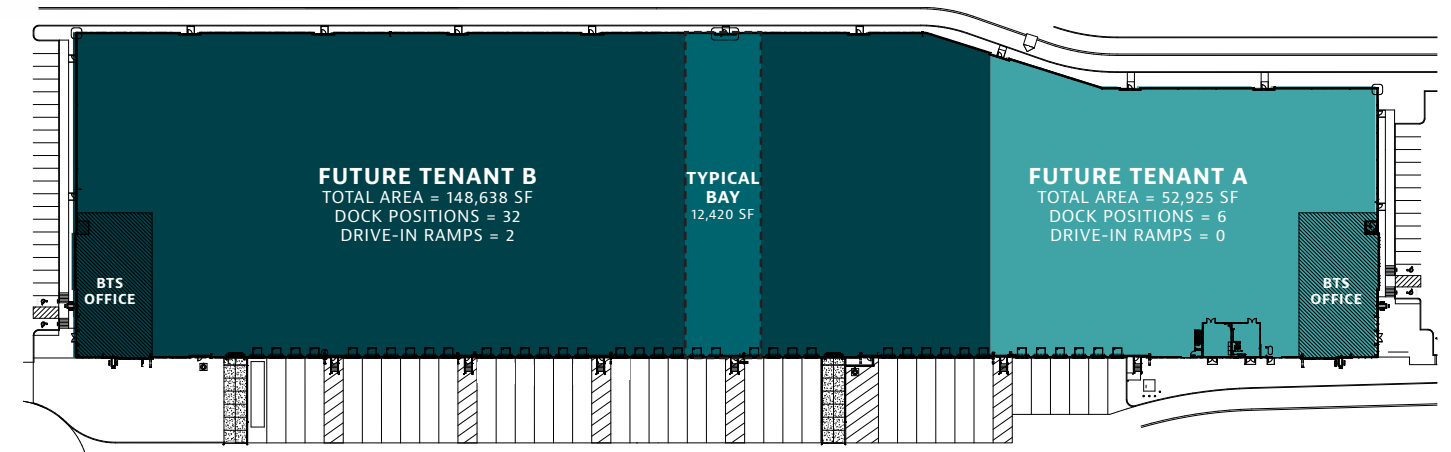 FUTURE TENANT B
TOTAL AREA = 148,638 SF
DOCK POSITIONS = 32
DRIVE-IN RAMPS = 2
TYPICAL
BAY
12,420 SF
FUTURE TENANT A
TOTAL AREA = 52,925 SF
DOCK POSITIONS = 6
DRIVE-IN RAMPS = 0
BTS
OFFICE
BTS
OFFICE